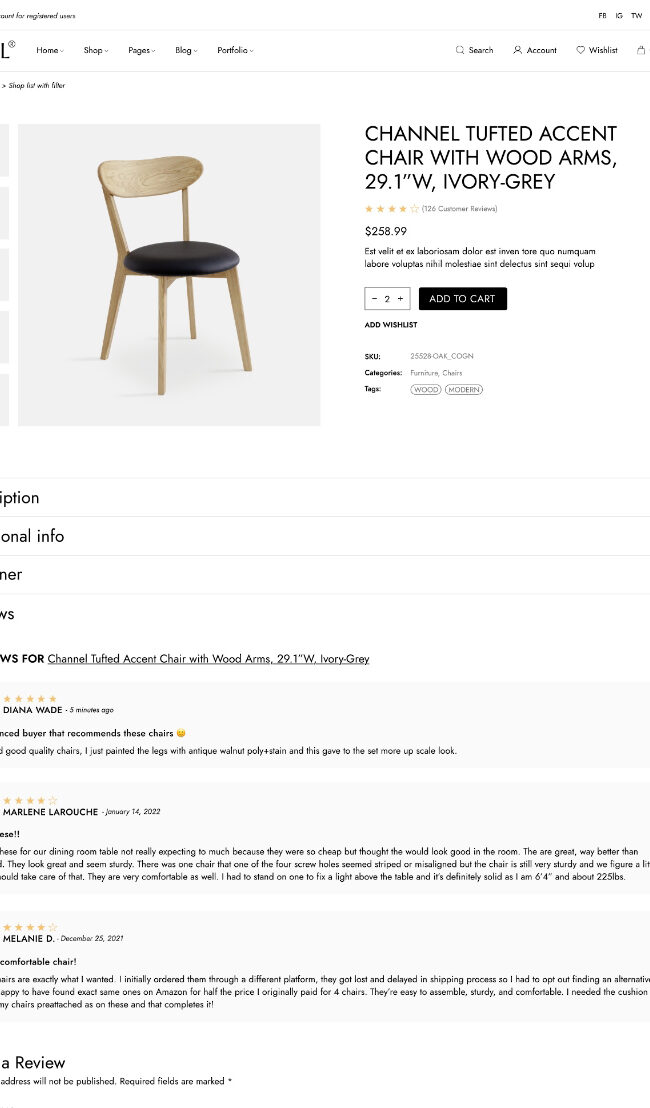 ount for registered users
FB IG TW
L®
Home Shop Pages Blog Portfolio
Search Account Wishlist
> Shop list with filter
CHANNEL TUFTED ACCENT
CHAIR WITH WOOD ARMS,
29.1”W, IVORY-GREY
(126 Customer Reviews)
$258.99
Est velit et ex laboriosam dolor est inven tore quo numquam
labore voluptas nihil molestiae sint delectus sint sequi volup
− 2 + ADD TO CART
ADD WISHLIST
SKU: 25528-OAK_COGN
Categories: Furniture, Chairs
Tags: WOOD MODERN
iption
onal info
ner
ws
WS FOR Channel Tufted Accent Chair with Wood Arms, 29.1”W, Ivory-Grey
DIANA WADE - 5 minutes ago
nced buyer that recommends these chairs 😊
d good quality chairs, I just painted the legs with antique walnut poly+stain and this gave to the set more up scale look.
MARLENE LAROUCHE - January 14, 2022
ese!!
hese for our dining room table not really expecting to much because they were so cheap but thought the would look good in the room. The are great, way better than
d. They look great and seem sturdy. There was one chair that one of the four screw holes seemed striped or misaligned but the chair is still very sturdy and we figure a lit
ould take care of that. They are very comfortable as well. I had to stand on one to fix a light above the table and it’s definitely solid as I am 6’4” and about 225lbs.
MELANIE D. - December 25, 2021
comfortable chair!
airs are exactly what I wanted. I initially ordered them through a different platform, they got lost and delayed in shipping process so I had to opt out finding an alternative
appy to have found exact same ones on Amazon for half the price I originally paid for 4 chairs. They’re easy to assemble, sturdy, and comfortable. I needed the cushion
my chairs preattached as on these and that completes it!
a Review
address will not be published. Required fields are marked *